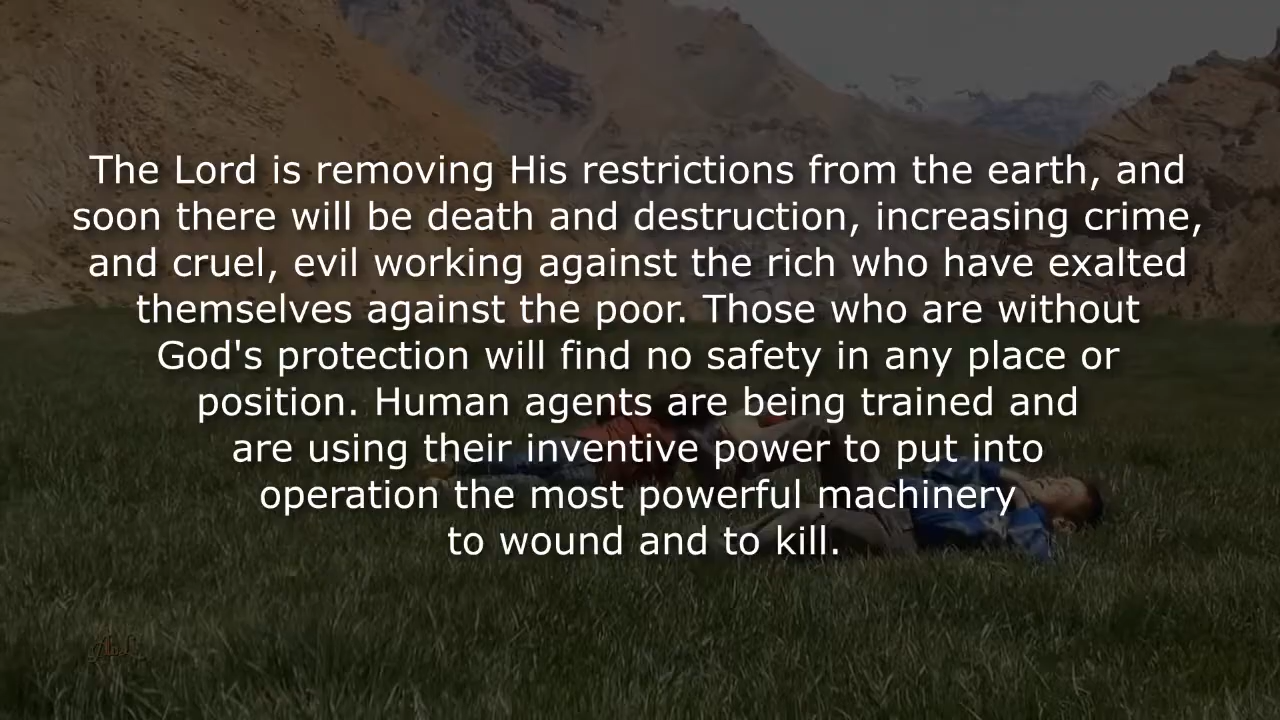 The Lord is removing His restrictions from the earth, and
soon there will be death and destruction, increasing crime,
and cruel, evil working against the rich who have exalted
themselves against the poor. Those who are without
God's protection will find no safety in any place or
position. Human agents are being trained and
are using their inventive power to put into
operation the most powerful machinery
to wound and to kill.